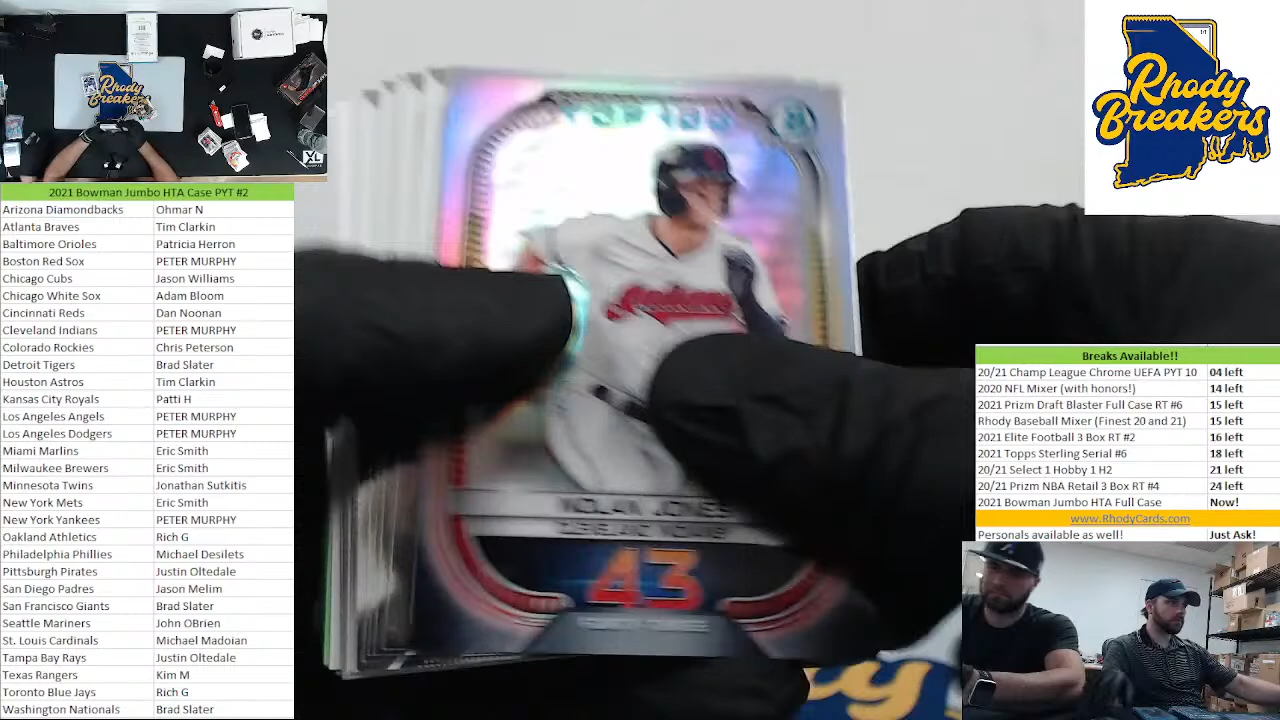 Rhody
Breakers
XL
2021 Bowman Jumbo HTA Case PYT #2
Arizona Diamondbacks Ohmar N
Atlanta Braves Tim Clarkin
Baltimore Orioles Patricia Herron
Boston Red Sox PETER MURPHY
Chicago Cubs Jason Williams
Chicago White Sox Adam Bloom
Cincinnati Reds Dan Noonan
Cleveland Indians PETER MURPHY
Colorado Rockies Chris Peterson
Detroit Tigers Brad Slater
Houston Astros Tim Clarkin
Kansas City Royals Patti H
Los Angeles Angels PETER MURPHY
Los Angeles Dodgers PETER MURPHY
Miami Marlins Eric Smith
Milwaukee Brewers Eric Smith
Minnesota Twins Jonathan Sutkitis
New York Mets Eric Smith
New York Yankees PETER MURPHY
Oakland Athletics Rich G
Philadelphia Phillies Michael Desilets
Pittsburgh Pirates Justin Oltedale
San Diego Padres Jason Melim
San Francisco Giants Brad Slater
Seattle Mariners John OBrien
St. Louis Cardinals Michael Madoian
Tampa Bay Rays Justin Oltedale
Texas Rangers Kim M
Toronto Blue Jays Rich G
Washington Nationals Brad Slater
Indians
NOLAN JONES
CLEVELAND INDIANS
43
Rhody
Breakers
Breaks Available!!
20/21 Champ League Chrome UEFA PYT 10 04 left
2020 NFL Mixer (with honors!) 14 left
2021 Prizm Draft Blaster Full Case RT #6 15 left
Rhody Baseball Mixer (Finest 20 and 21) 15 left
2021 Elite Football 3 Box RT #2 16 left
2021 Topps Sterling Serial #6 18 left
20/21 Select 1 Hobby 1 H2 21 left
20/21 Prizm NBA Retail 3 Box RT #4 24 left
2021 Bowman Jumbo HTA Full Case Now!
www.RhodyCards.com
Personals available as well! Just Ask!